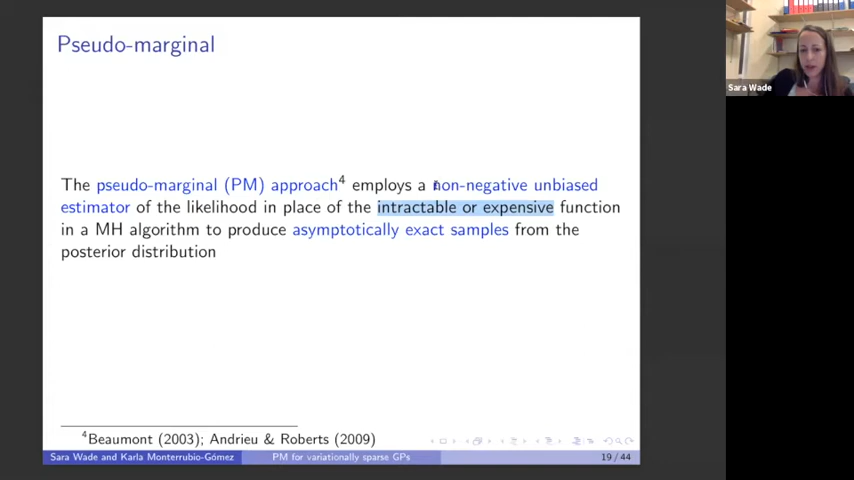 Pseudo-marginal
Sara Wade
The pseudo-marginal (PM) approach4 employs a non-negative unbiased
estimator of the likelihood in place of the intractable or expensive function
in a MH algorithm to produce asymptotically exact samples from the
posterior distribution
4Beaumont (2003); Andrieu & Roberts (2009)
Sara Wade and Karla Monterrubio-Gómez PM for variationally sparse GPs 19 / 44